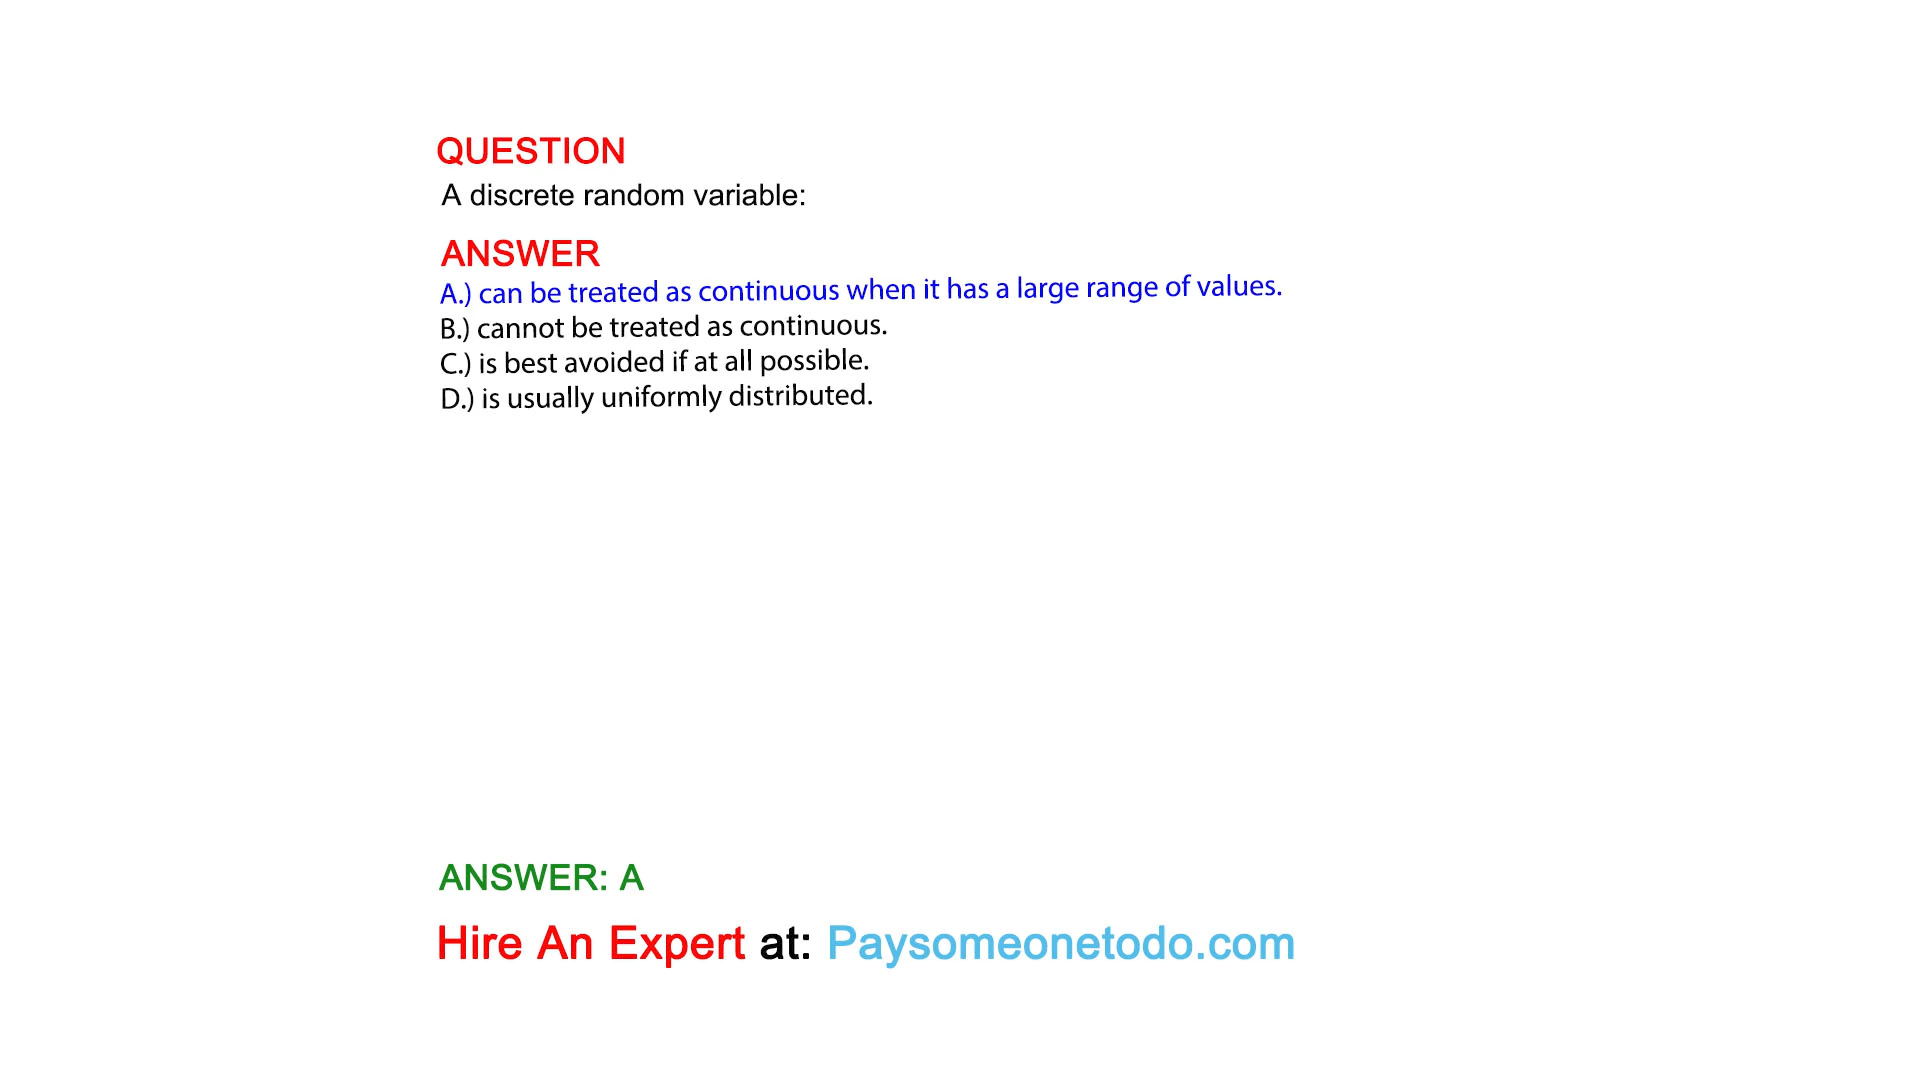 QUESTION
A discrete random variable:
ANSWER
A.) can be treated as continuous when it has a large range of values.
B.) cannot be treated as continuous.
C.) is best avoided if at all possible.
D.) is usually uniformly distributed.
ANSWER: A
Hire An Expert at: Paysomeonetodo.com